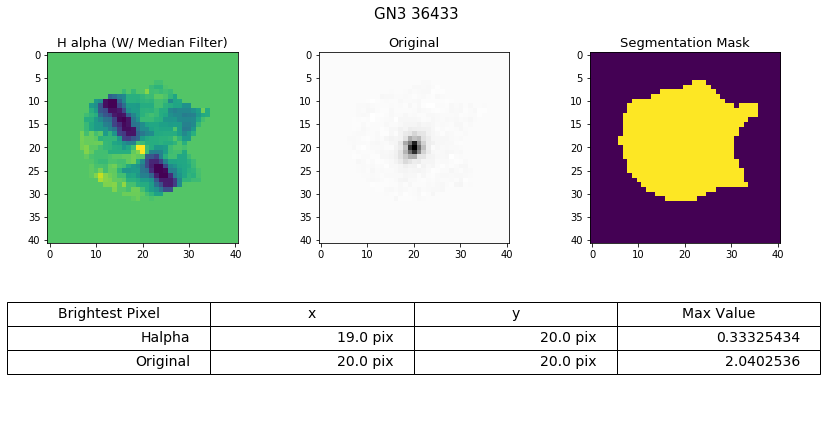 GN3 36433
H alpha (W/ Median Filter)
Original
Segmentation Mask
0
5
10
15
20
25
30
35
40
0 10 20 30 40
0
5
10
15
20
25
30
35
40
0 10 20 30 40
0
5
10
15
20
25
30
35
40
0 10 20 30 40
Brightest Pixel x y Max Value
Halpha 19.0 pix 20.0 pix 0.33325434
Original 20.0 pix 20.0 pix 2.0402536